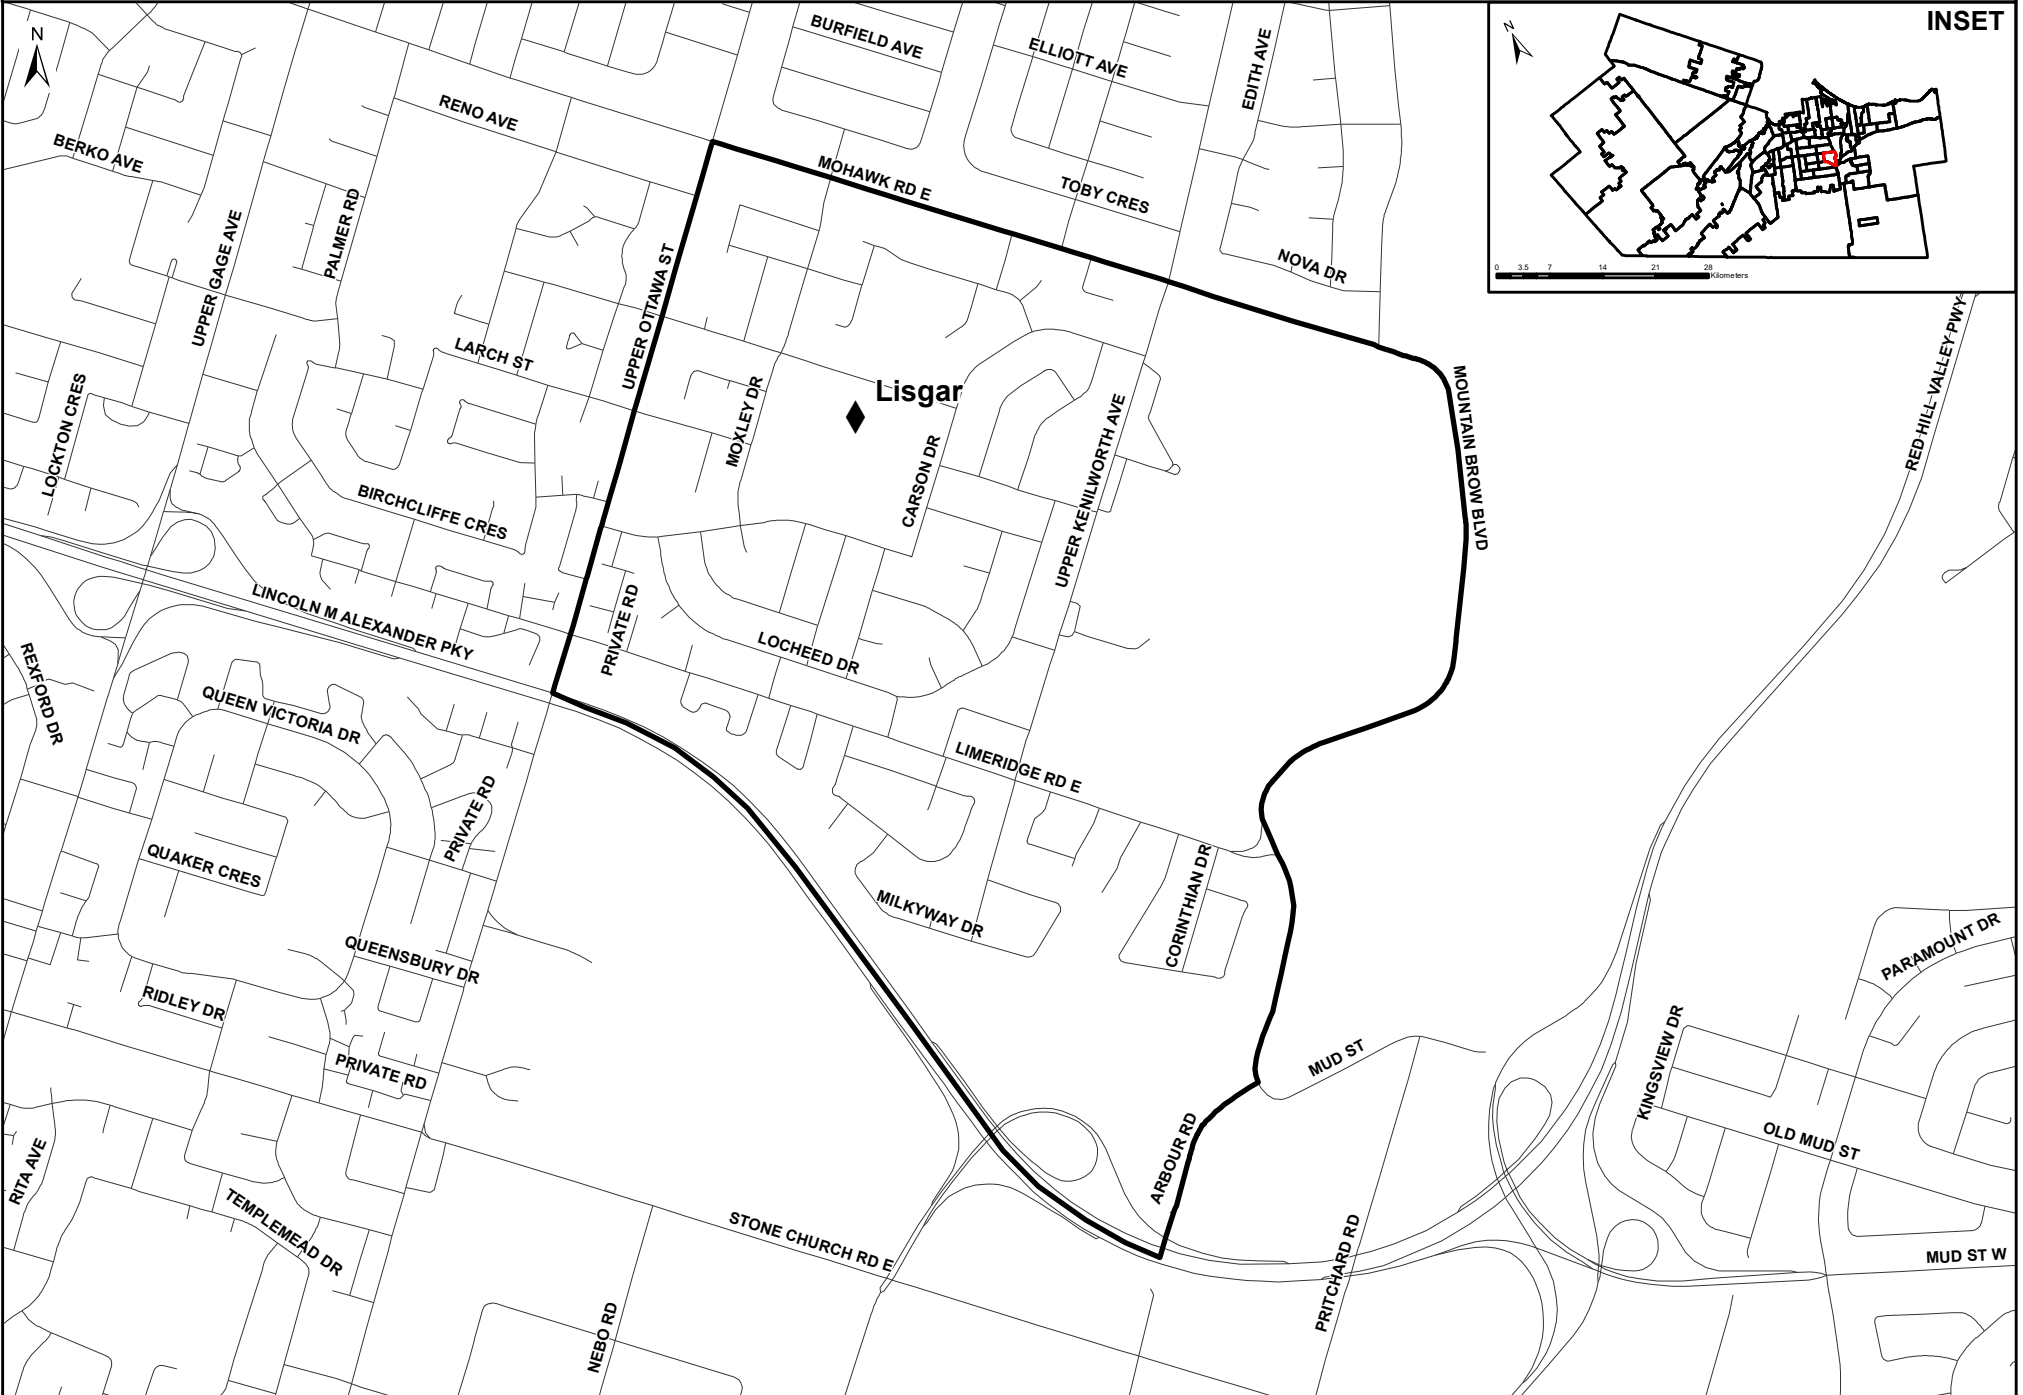 N
BURFIELD AVE
ELLIOTT AVE
EDITH AVE
INSET
N
0 3.5 7 14 21 28
Kilometers
RENO AVE
BERKO AVE
MOHAWK RD E
TOBY CRES
PALMER RD
UPPER GAGE AVE
UPPER OTTAWA ST
NOVA DR
RED HILL VALLEY PWY
LARCH ST
LOCKTON CRES
MOXLEY DR
Lisgar
CARSON DR
UPPER KENILWORTH AVE
MOUNTAIN BROW BLVD
BIRCHCLIFFE CRES
LINCOLN M ALEXANDER PKY
PRIVATE RD
LOCHEED DR
REXFORD DR
QUEEN VICTORIA DR
LIMERIDGE RD E
PRIVATE RD
QUAKER CRES
MILKYWAY DR
CORINTHIAN DR
PARAMOUNT DR
QUEENSBURY DR
RIDLEY DR
PRIVATE RD
MUD ST
KINGSVIEW DR
OLD MUD ST
ARBOUR RD
RITA AVE
TEMPLEMEAD DR
STONE CHURCH RD E
PRITCHARD RD
MUD ST W
NEBO RD